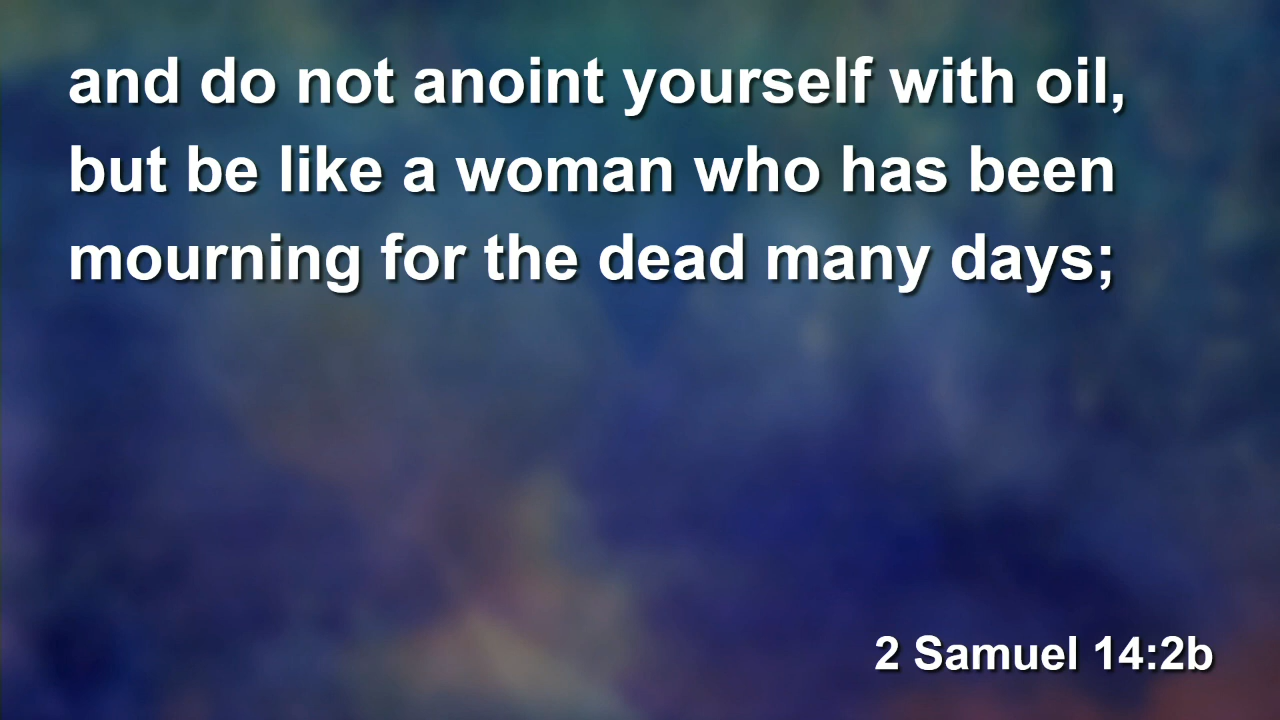 and do not anoint yourself with oil,
but be like a woman who has been
mourning for the dead many days;
2 Samuel 14:2b